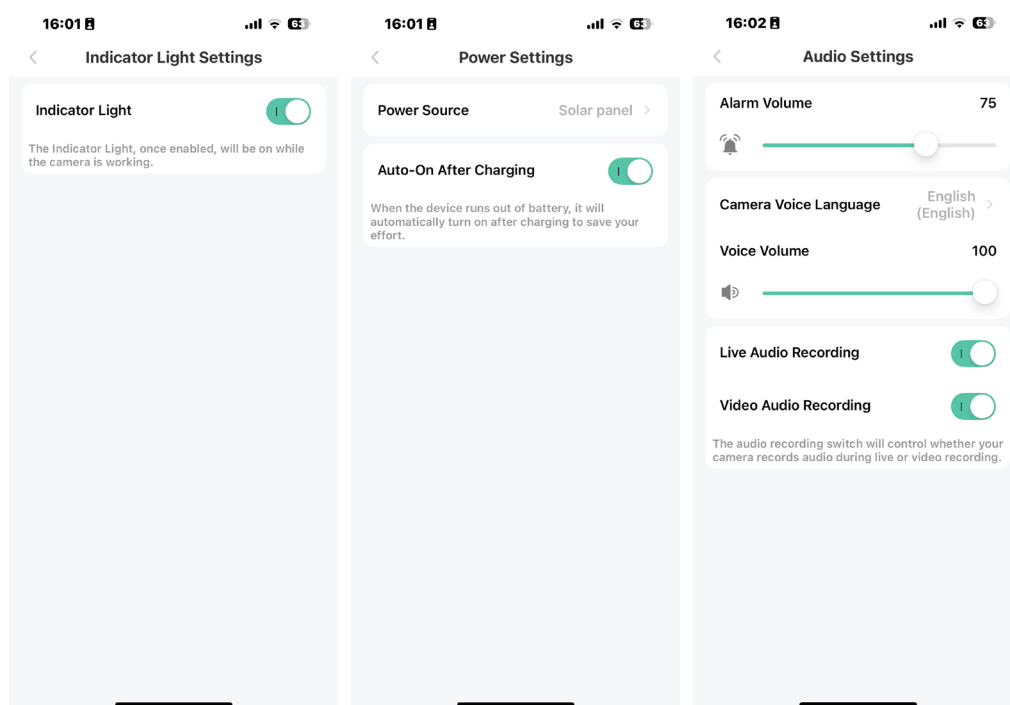 16:01
63
Indicator Light Settings
Indicator Light
The Indicator Light, once enabled, will be on while
the camera is working.
16:01
63
Power Settings
Power Source
Solar panel
Auto-On After Charging
When the device runs out of battery, it will
automatically turn on after charging to save your
effort.
16:02
63
Audio Settings
Alarm Volume
75
Camera Voice Language
English
(English)
Voice Volume
100
Live Audio Recording
Video Audio Recording
The audio recording switch will control whether your
camera records audio during live or video recording.